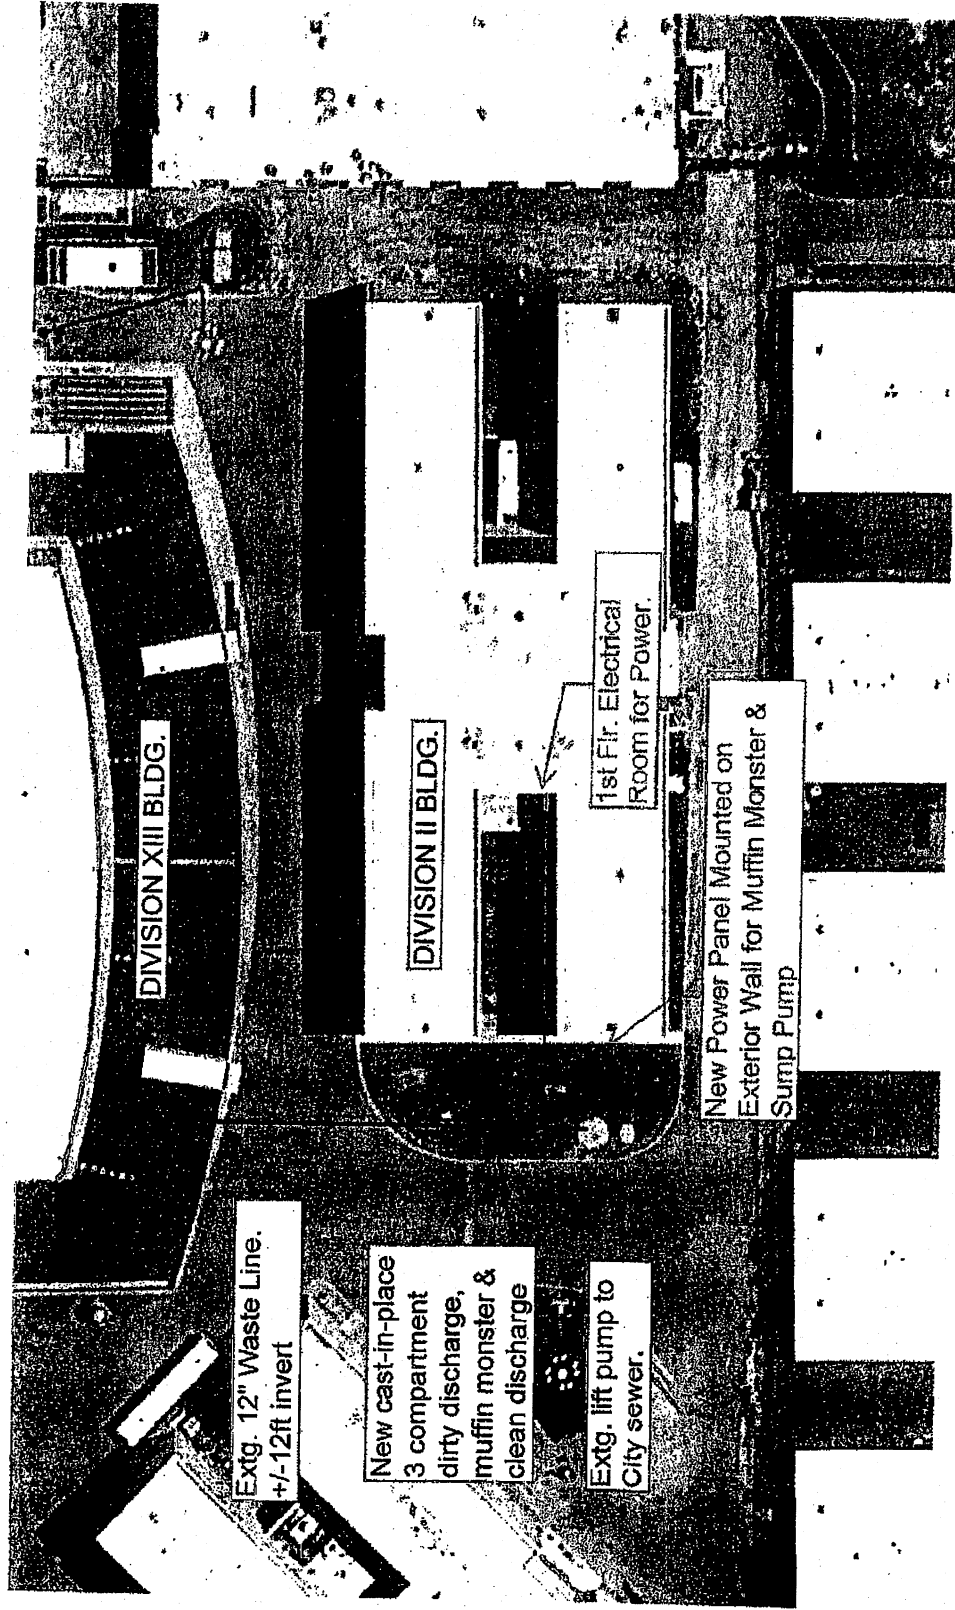 DIVISION XIII BLDG.
DIVISION II BLDG.
1st Flr. Electrical
Room for Power.
New Power Panel Mounted on
Exterior Wall for Muffin Monster &
Sump Pump
Extg. 12" Waste Line.
+/-12ft invert
New cast-in-place
3 compartment
dirty discharge,
muffin monster &
clean discharge
Extg. lift pump to
City sewer.